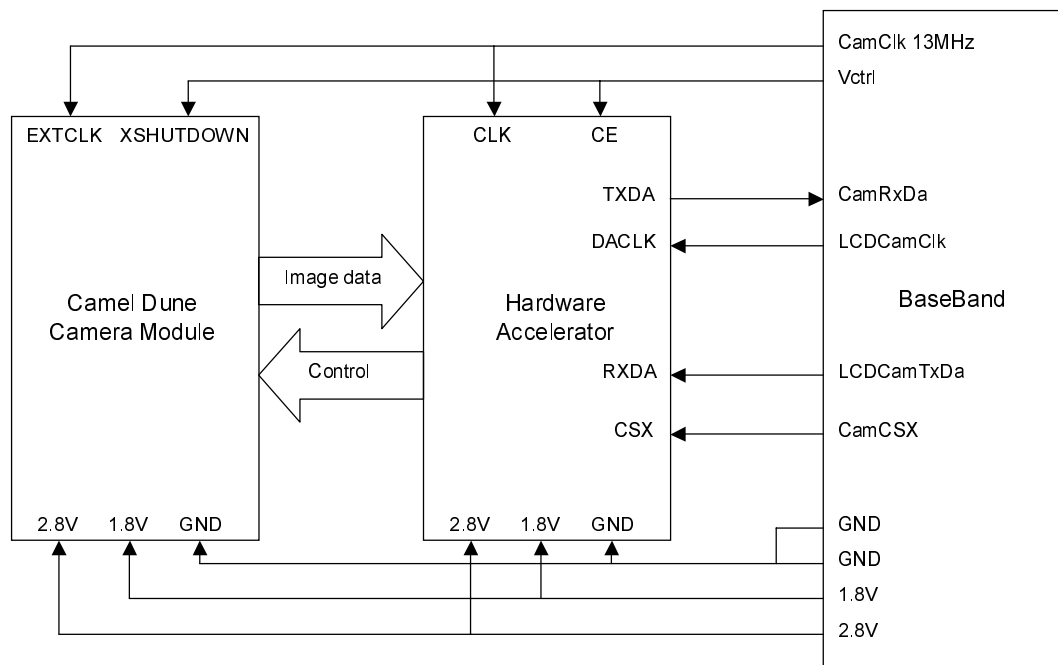 CamClk 13MHz
Vctrl
EXTCLK XSHUTDOWN
CLK CE
TXDA
CamRxDa
DACLK
LCDCamClk
Image data
Camel Dune
Camera Module
Hardware
Accelerator
BaseBand
Control
RXDA
LCDCamTxDa
CSX
CamCSX
2.8V 1.8V GND
2.8V 1.8V GND
GND
GND
1.8V
2.8V